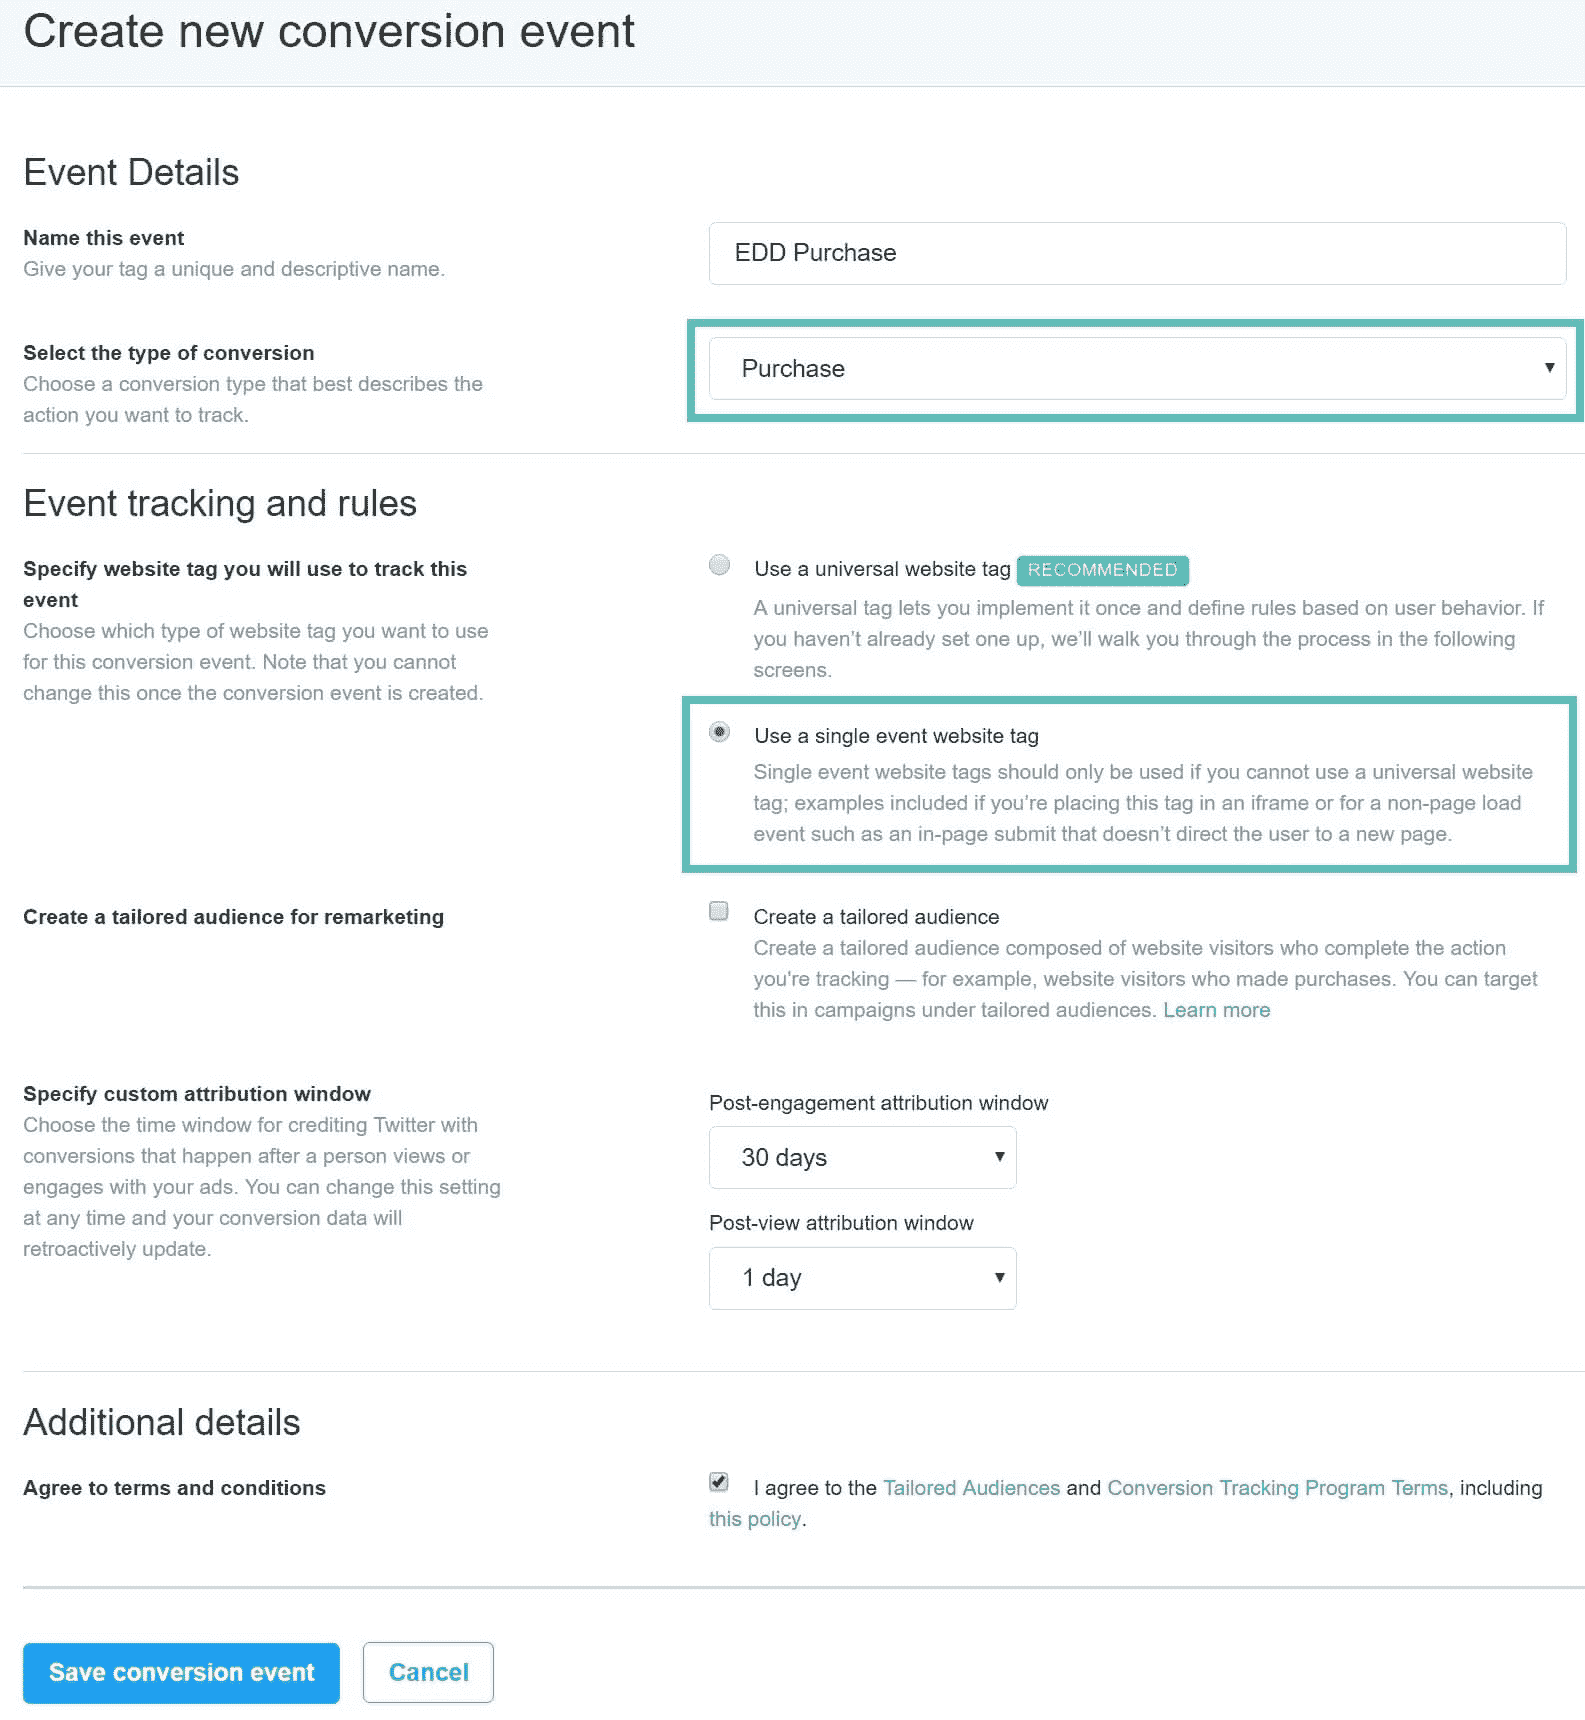 Create new conversion event
Event Details
Name this event
Give your tag a unique and descriptive name.
EDD Purchase
Select the type of conversion
Choose a conversion type that best describes the
action you want to track.
Purchase
Event tracking and rules
Specify website tag you will use to track this
event
Choose which type of website tag you want to use
for this conversion event. Note that you cannot
change this once the conversion event is created.
Use a universal website tag RECOMMENDED
A universal tag lets you implement it once and define rules based on user behavior. If
you haven’t already set one up, we’ll walk you through the process in the following
screens.
Use a single event website tag
Single event website tags should only be used if you cannot use a universal website
tag; examples included if you’re placing this tag in an iframe or for a non-page load
event such as an in-page submit that doesn’t direct the user to a new page.
Create a tailored audience for remarketing
Create a tailored audience
Create a tailored audience composed of website visitors who complete the action
you're tracking — for example, website visitors who made purchases. You can target
this in campaigns under tailored audiences. Learn more
Specify custom attribution window
Choose the time window for crediting Twitter with
conversions that happen after a person views or
engages with your ads. You can change this setting
at any time and your conversion data will
retroactively update.
Post-engagement attribution window
30 days
Post-view attribution window
1 day
Additional details
Agree to terms and conditions
I agree to the Tailored Audiences and Conversion Tracking Program Terms, including
this policy.
Save conversion event
Cancel